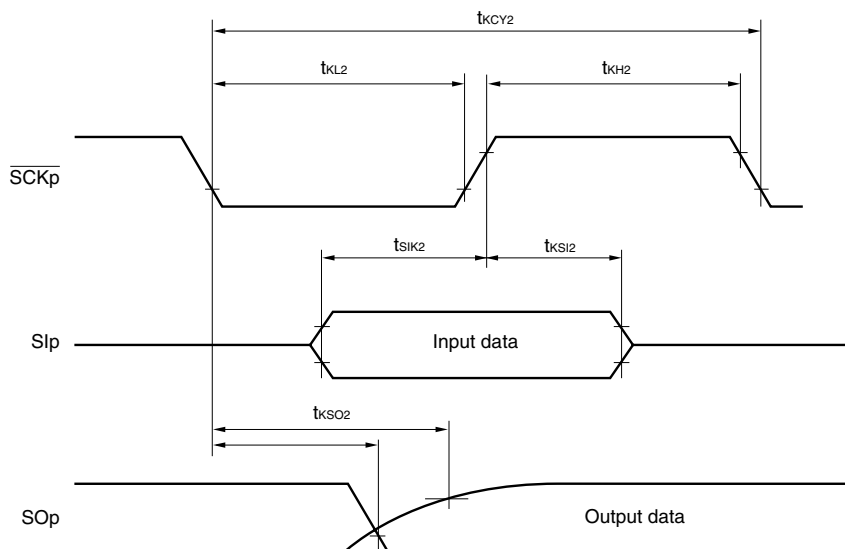 tKCY2
tKL2
tKH2
SCKp
tSIK2
tKSI2
SIp
Input data
tKSO2
SOp
Output data